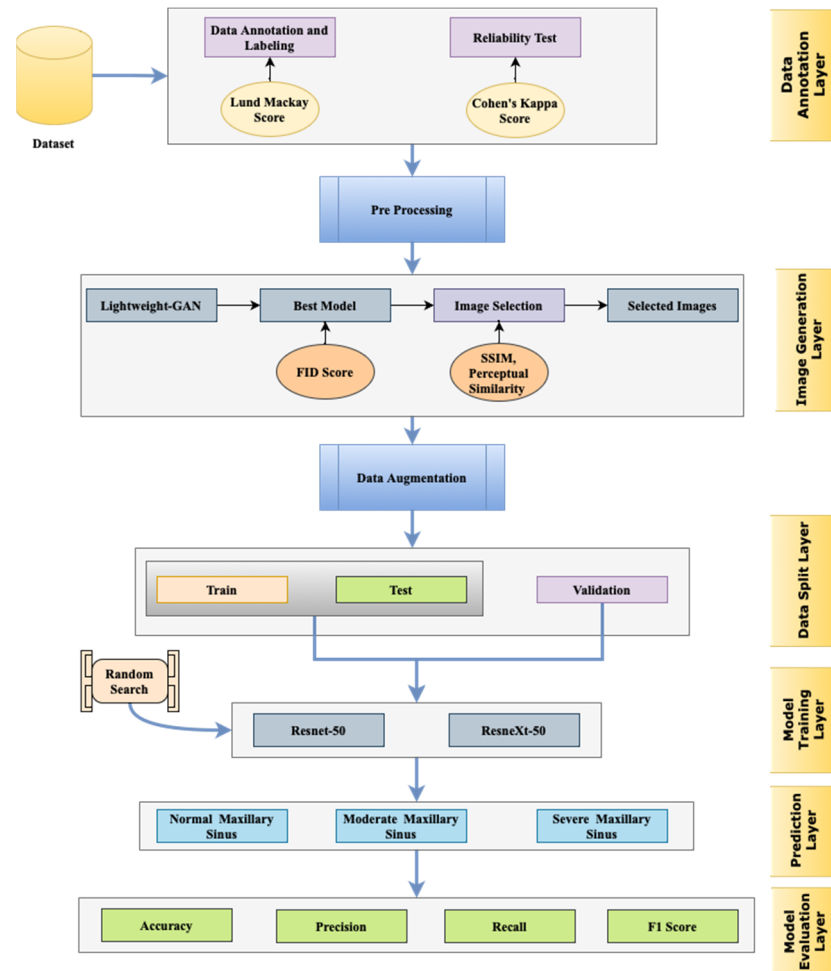 Data Annotation and
Labeling
Reliability Test
Lund Mackay
Score
Cohen's Kappa
Score
Dataset
Data
Annotation
Layer
Pre Processing
Lightweight-GAN
Best Model
Image Selection
Selected Images
FID Score
SSIM,
Perceptual
Similarity
Image Generation
Layer
Data Augmentation
Train
Test
Validation
Data Split Layer
Random
Search
Resnet-50
ResneXt-50
Model
Training
Layer
Normal Maxillary
Sinus
Moderate Maxillary
Sinus
Severe Maxillary
Sinus
Prediction
Layer
Accuracy
Precision
Recall
F1 Score
Model
Evaluation
Layer